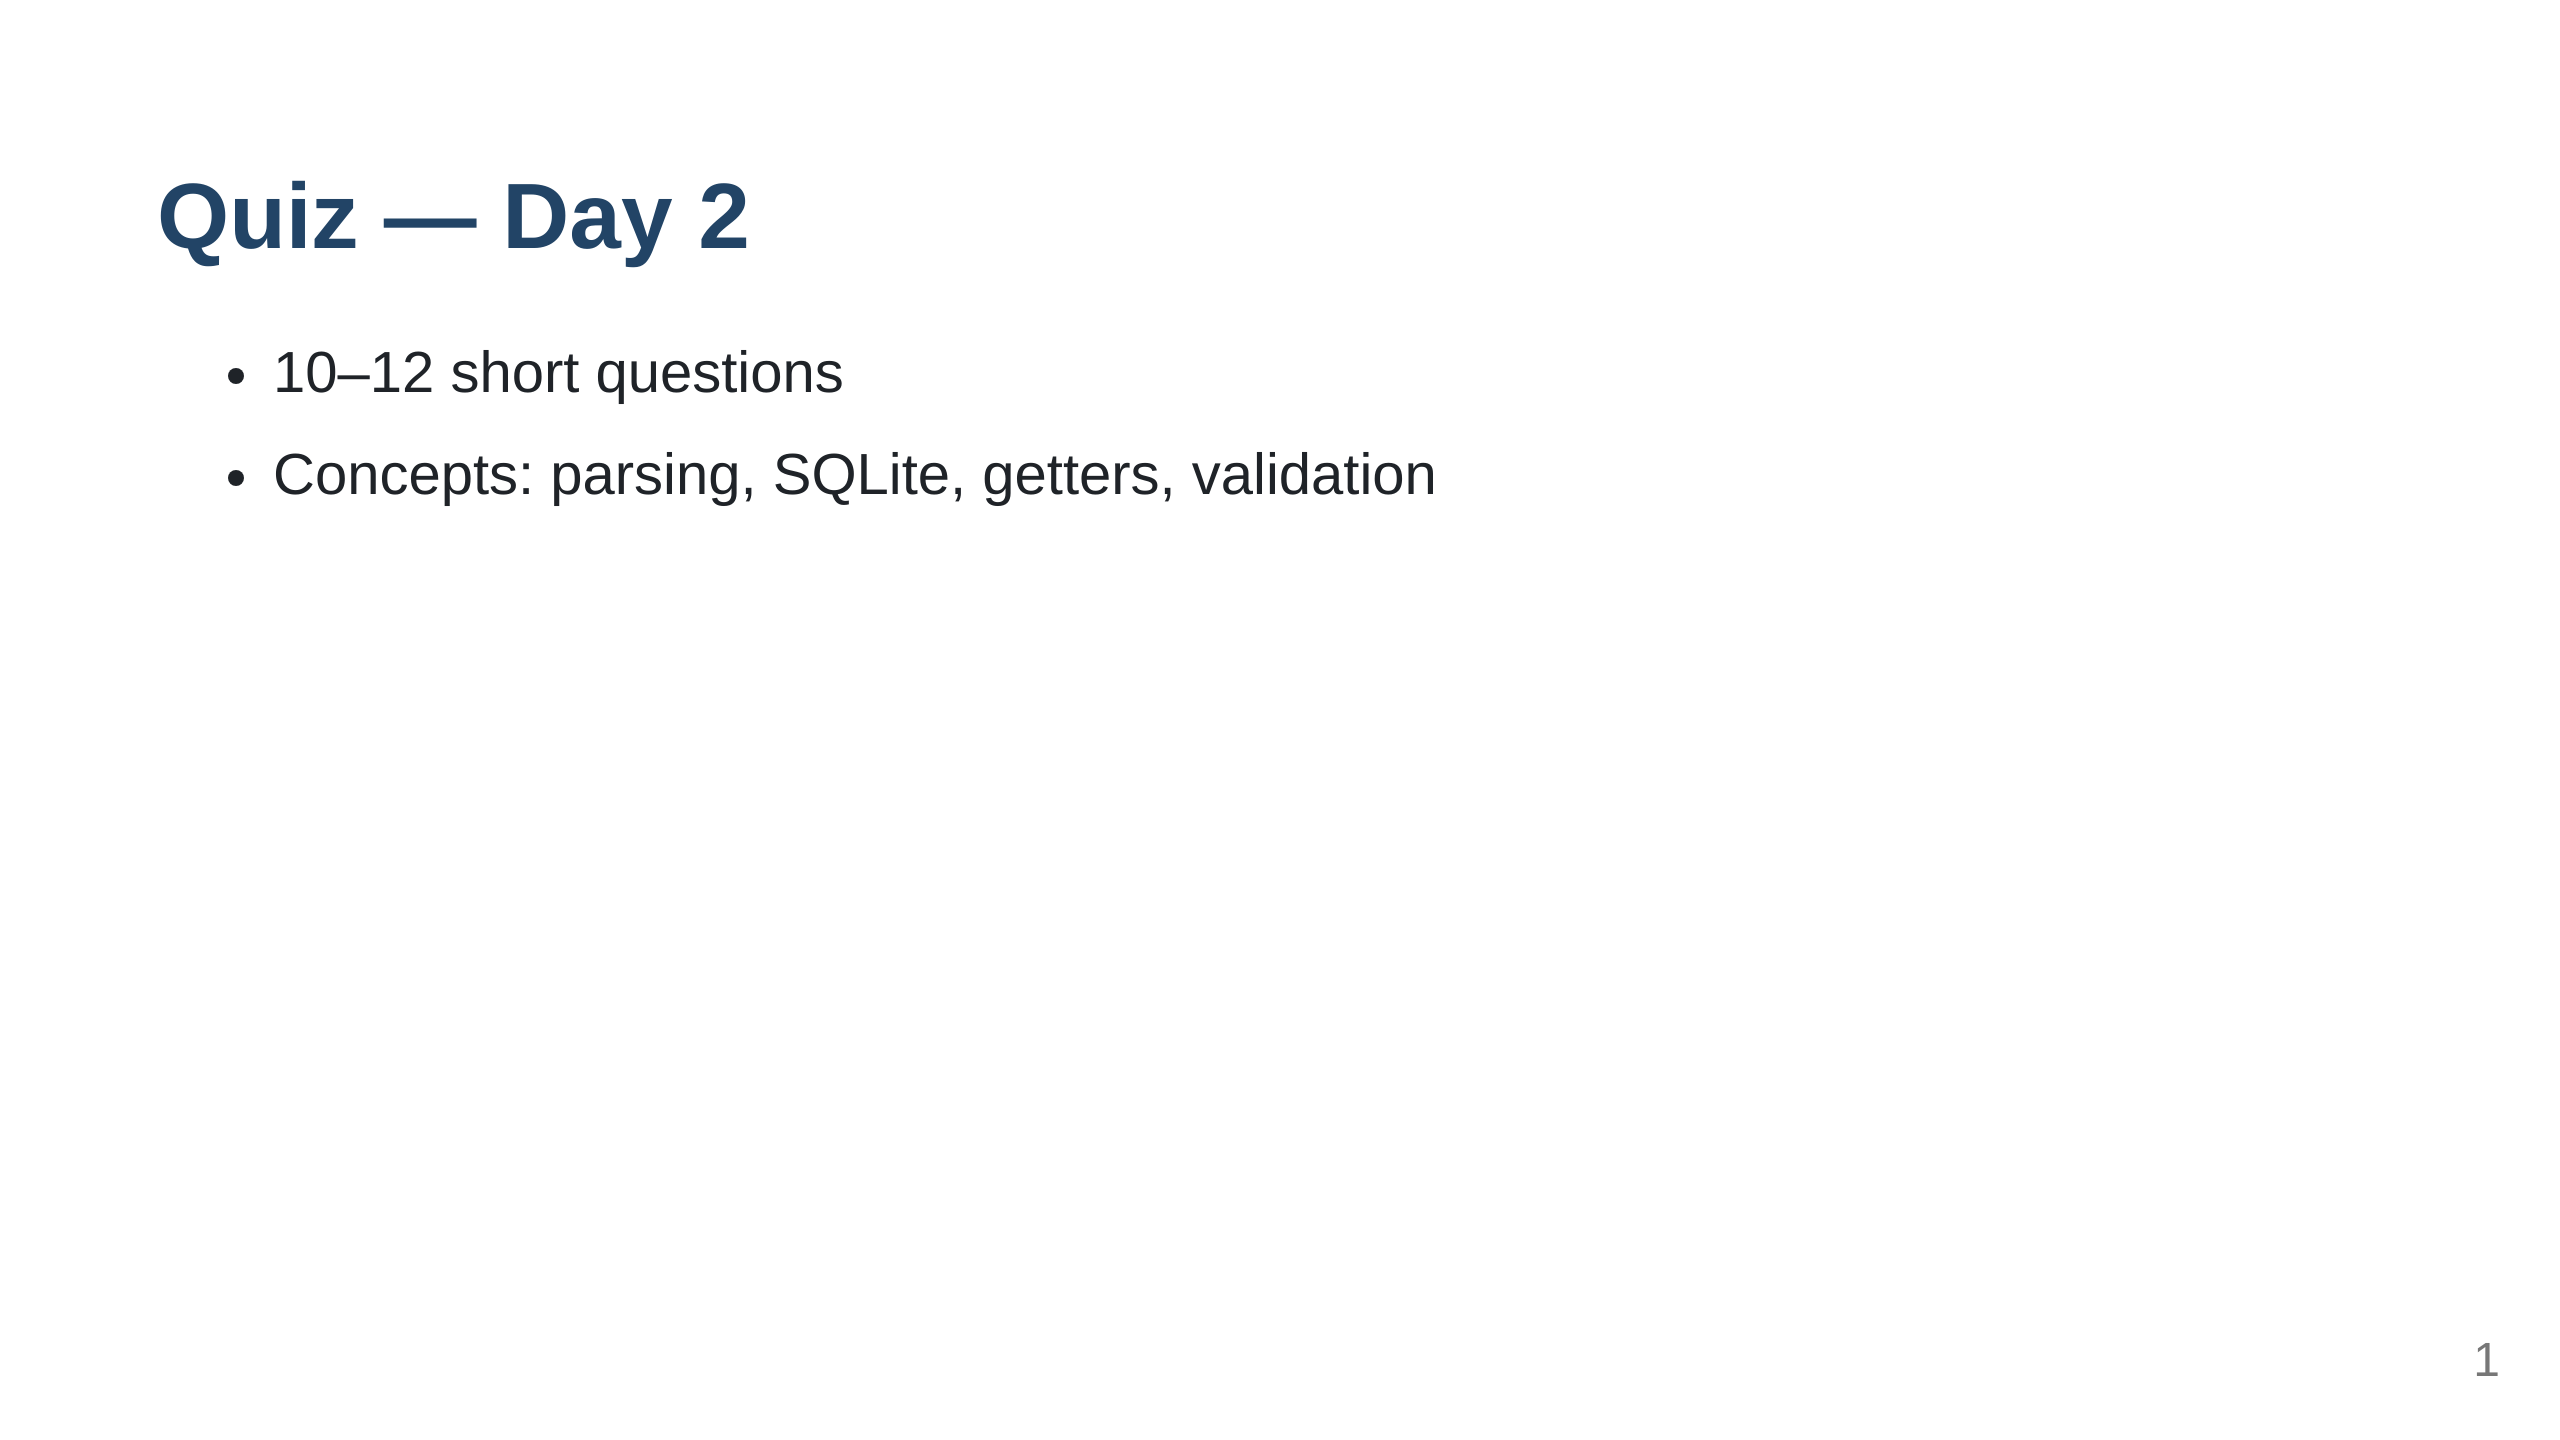 Quiz — Day 2
• 10–12 short questions
• Concepts: parsing, SQLite, getters, validation
1